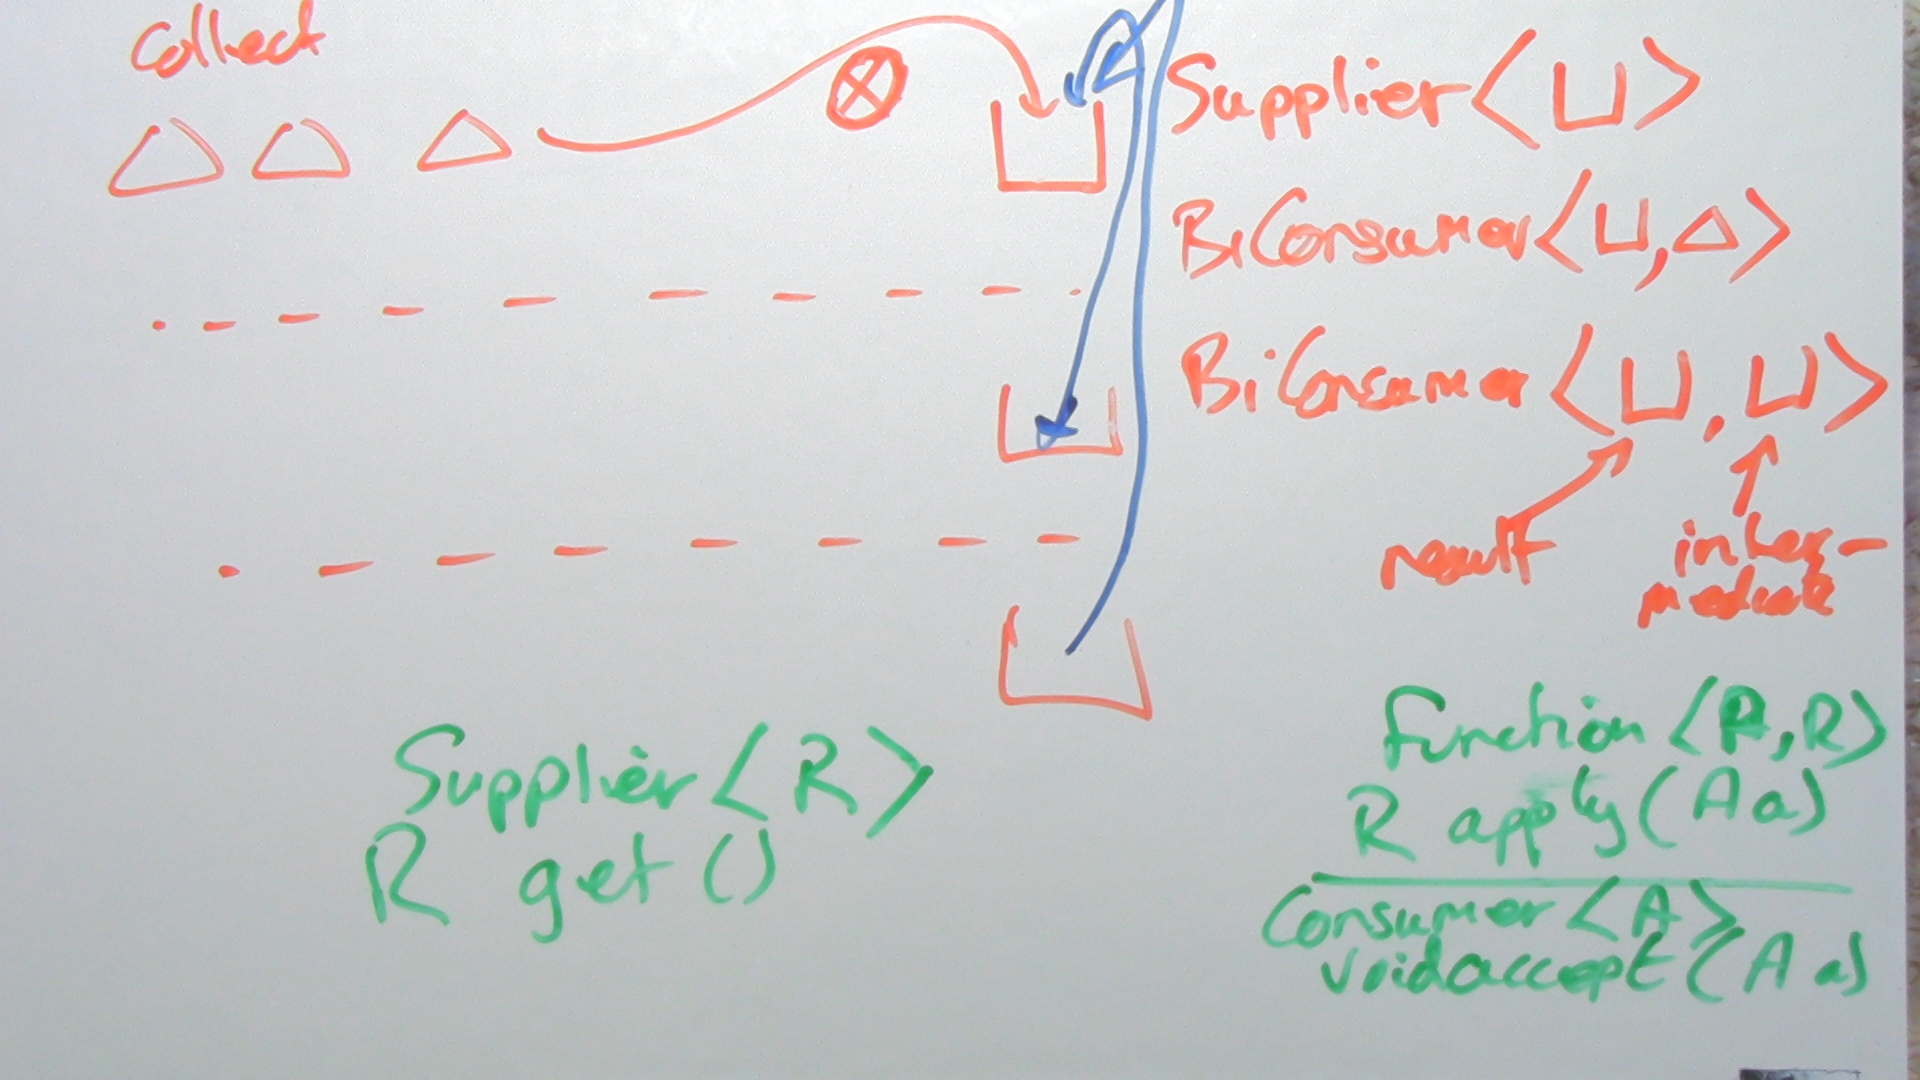 Collect
Supplier<⊔>
BiConsumer<⊔,△>
BiConsumer<⊔,⊔>
result
inter-
mediate
Supplier<R>
R get()
Function<A,R>
R apply(A a)
Consumer<A>
void accept(A a)